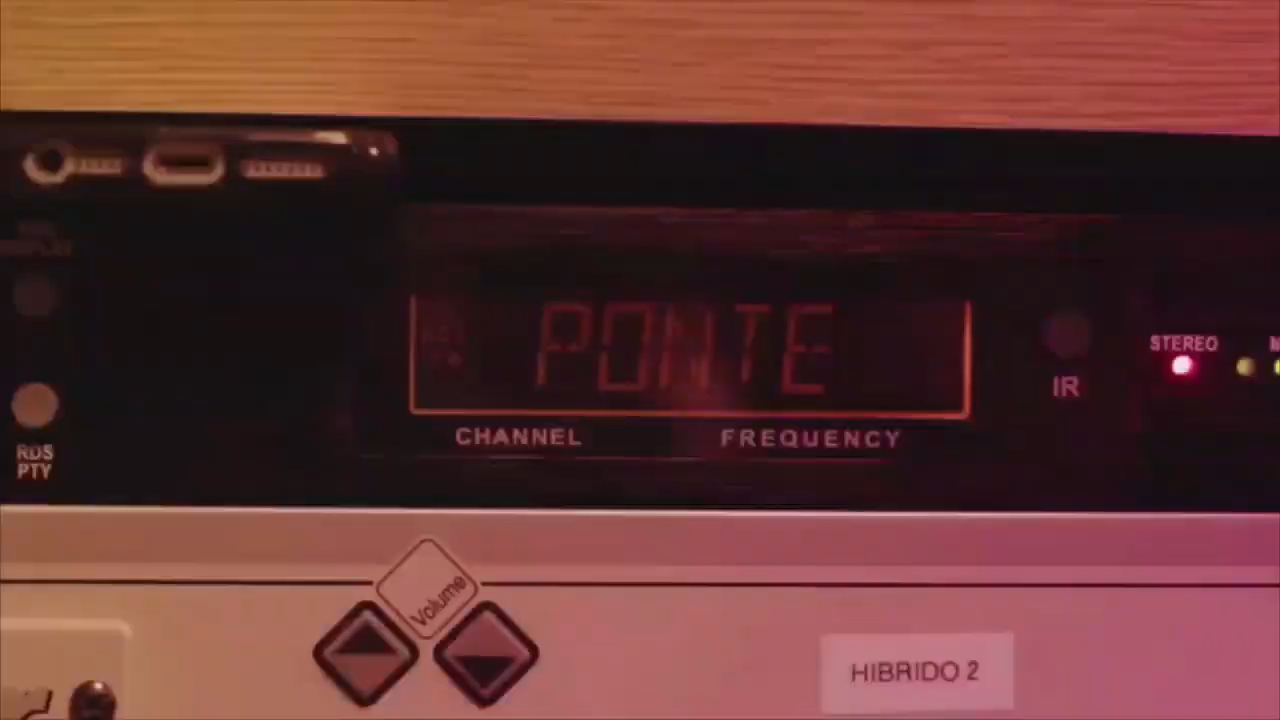 PONTE
STEREO
IR
CHANNEL
FREQUENCY
RDS
PTY
Volume
HIBRIDO 2